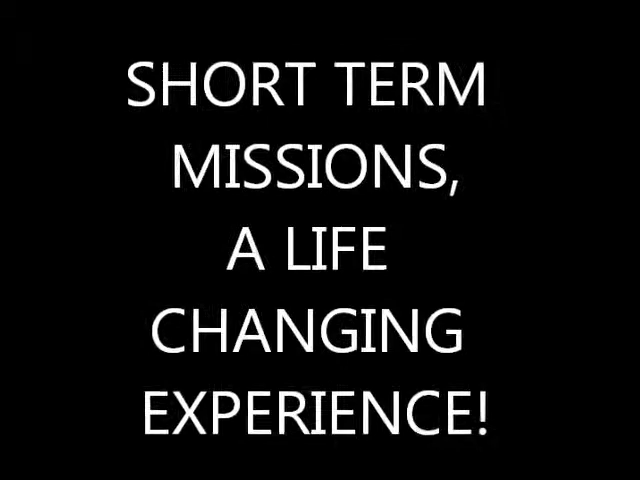 SHORT TERM
MISSIONS,
A LIFE
CHANGING
EXPERIENCE!